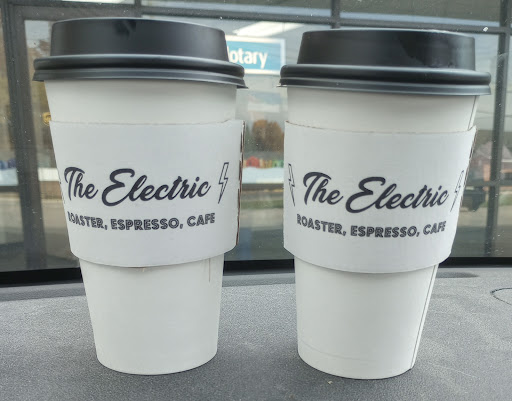 otary
The Electric
ROASTER, ESPRESSO, CAFE
The Electric
ROASTER, ESPRESSO, CAFE